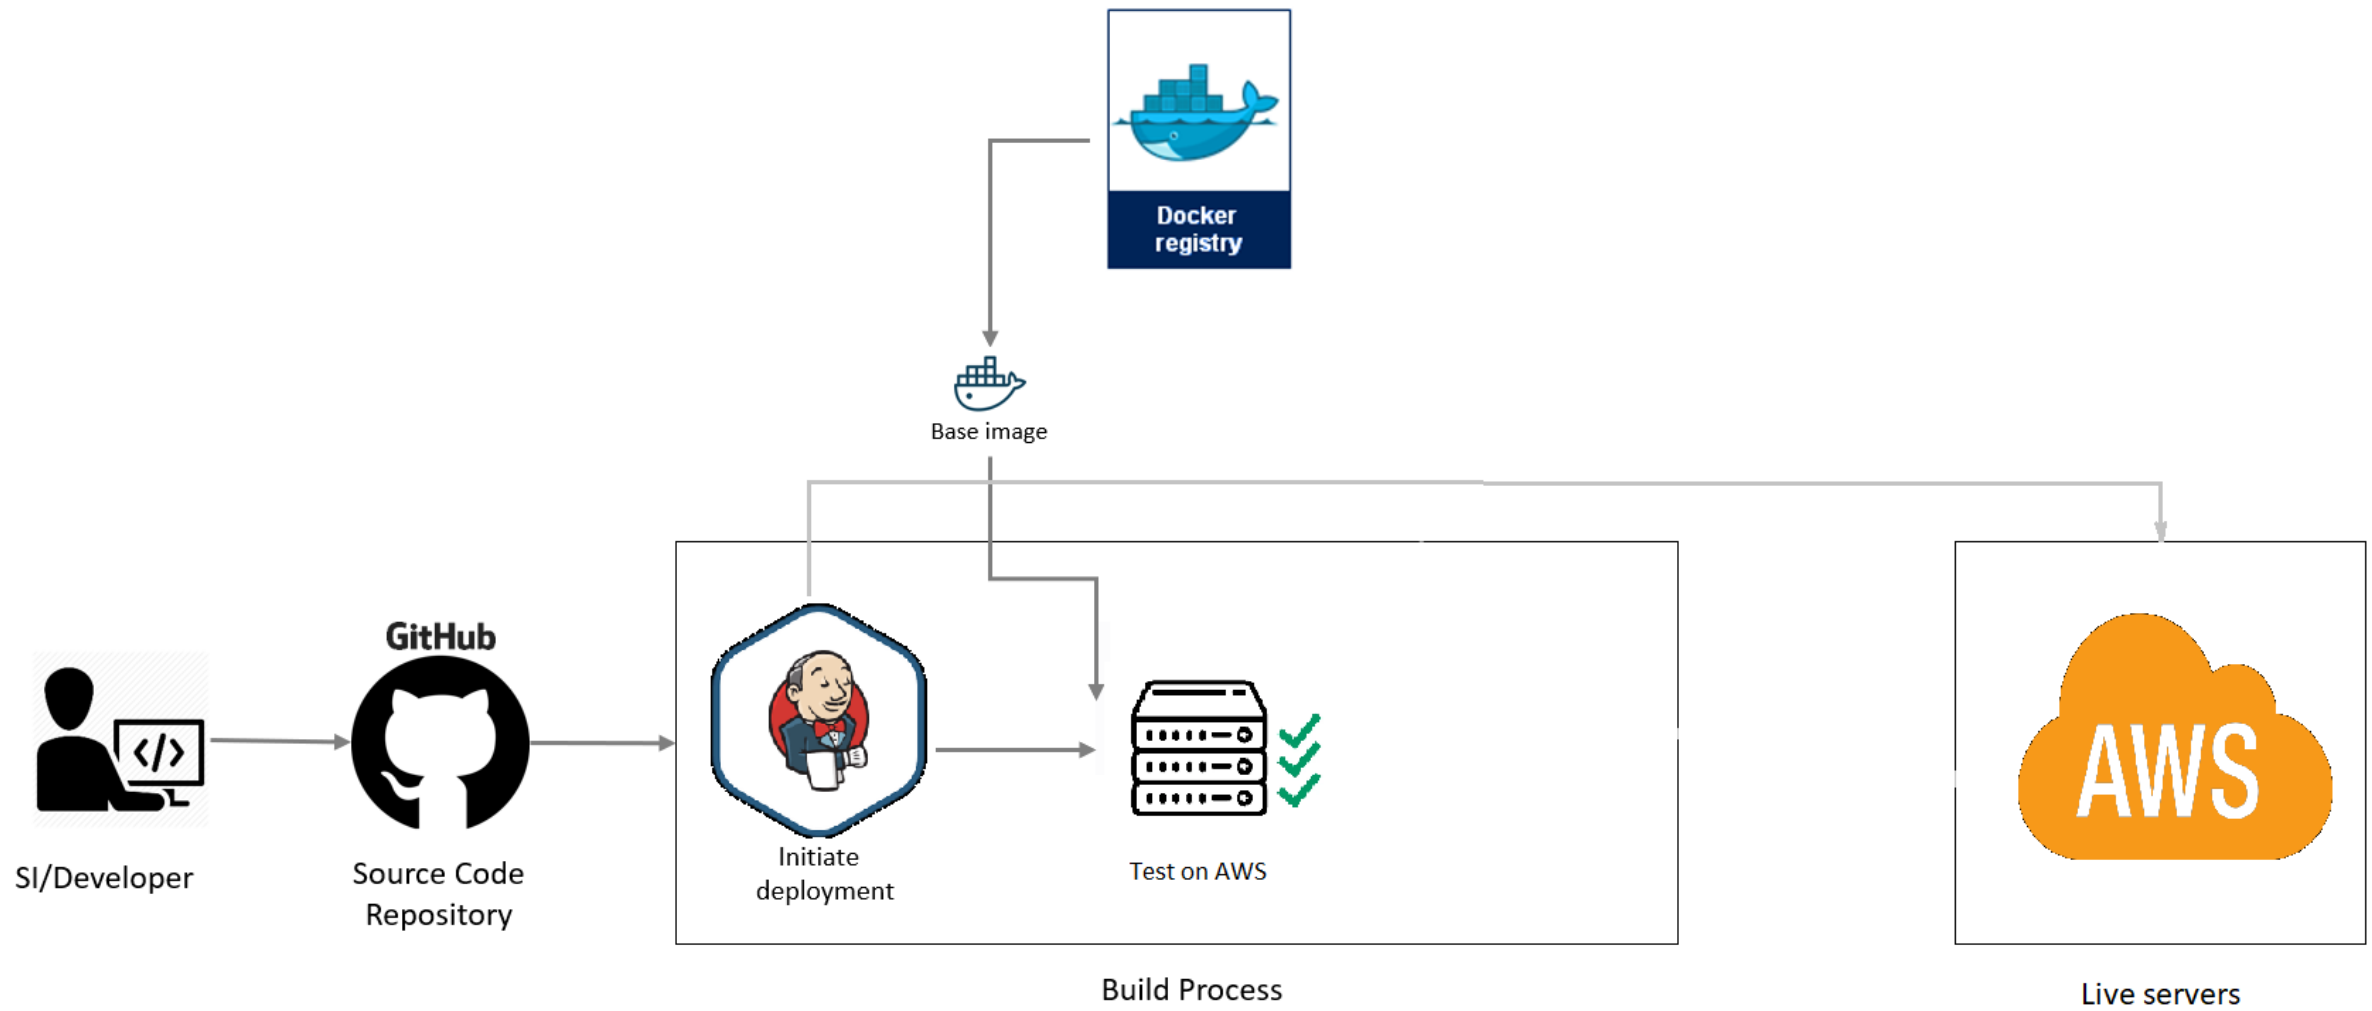 Docker
registry
Base image
GitHub
</>
SI/Developer
Source Code
Repository
Initiate
deployment
Test on AWS
AWS
Build Process
Live servers